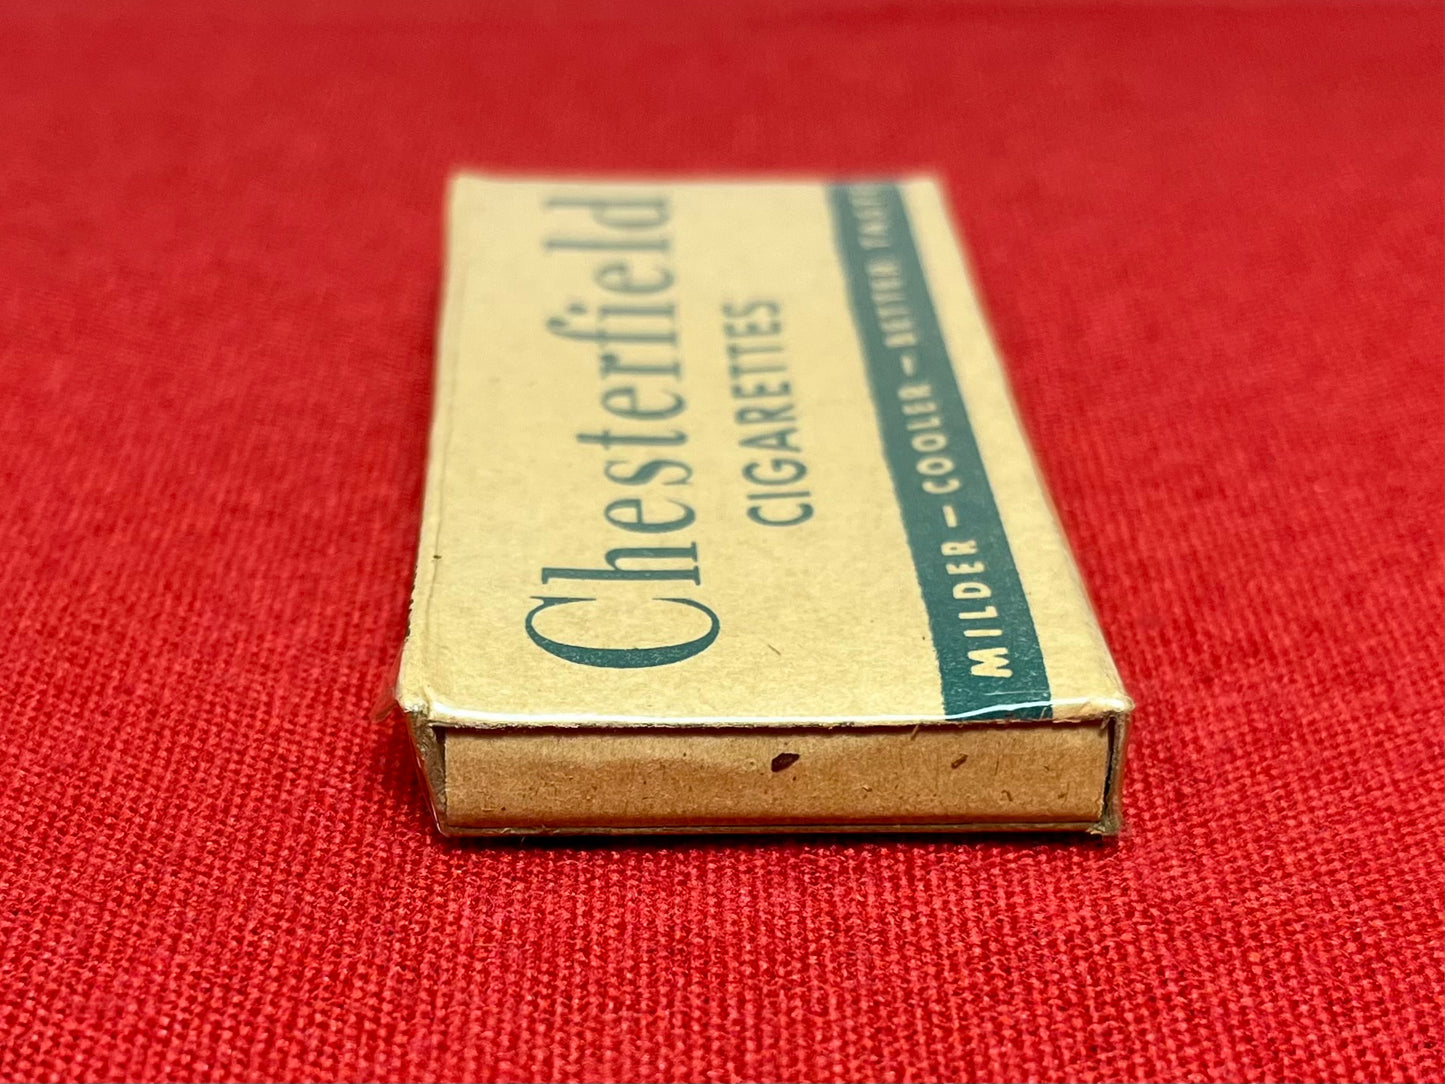 Chesterfield
CIGARETTES
MILDER – COOLER – BETTER